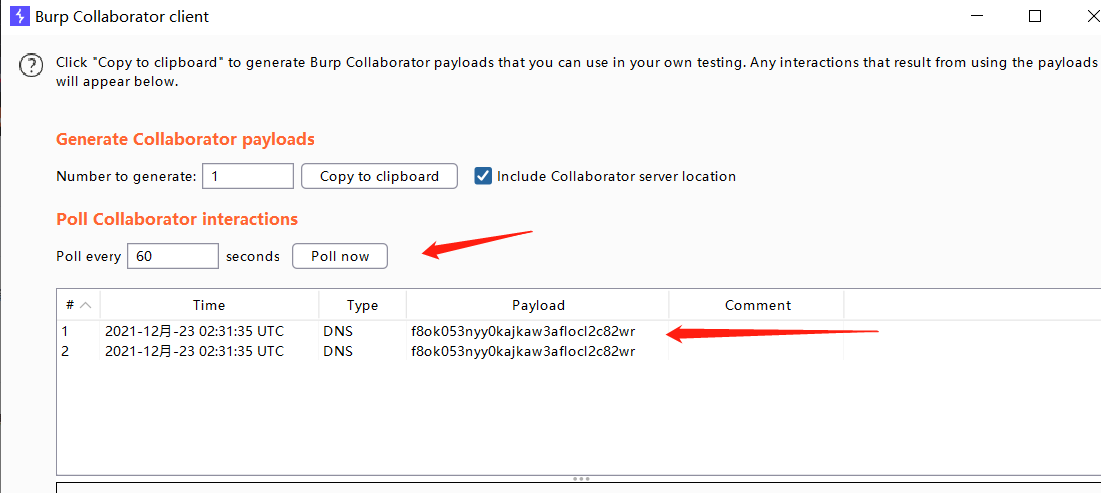 Burp Collaborator client
Click "Copy to clipboard" to generate Burp Collaborator payloads that you can use in your own testing. Any interactions that result from using the payloads
will appear below.
Generate Collaborator payloads
Number to generate: 1 Copy to clipboard Include Collaborator server location
Poll Collaborator interactions
Poll every 60 seconds Poll now
# Time Type Payload Comment
1 2021-12月-23 02:31:35 UTC DNS f8ok053nyy0kajkaw3aflocl2c82wr
2 2021-12月-23 02:31:35 UTC DNS f8ok053nyy0kajkaw3aflocl2c82wr